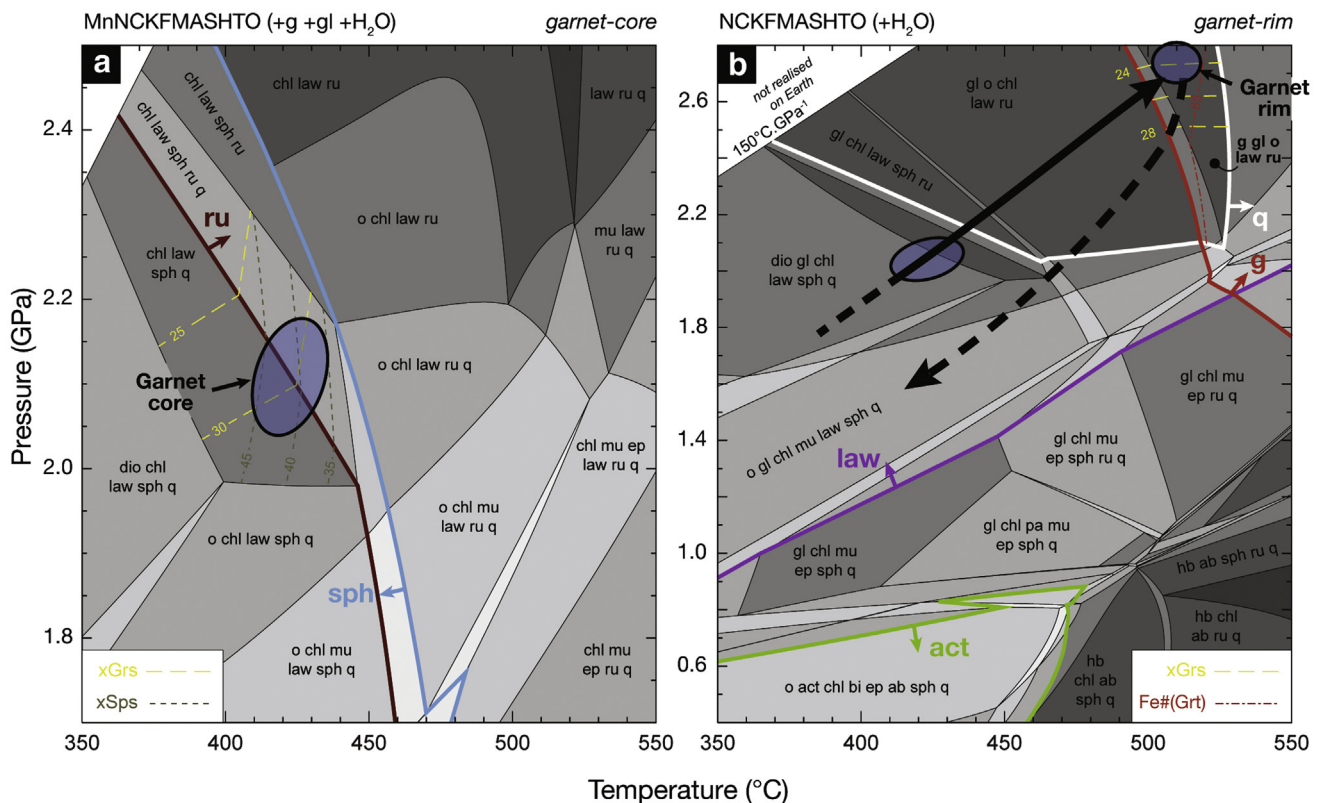 MnNCKFMASHTO (+g +gl +H₂O)
garnet-core
a
chl law sph ru
chl law ru
law ru q
chl law sph ru q
ru
o chl law ru
mu law
ru q
chl law
sph q
25
Garnet
core
o chl law ru q
30
45
40
35
dio chl
law sph q
chl mu ep
law ru q
o chl mu
law ru q
o chl law sph q
sph
o chl mu
law sph q
chl mu
ep ru q
xGrs
xSps
2.4
2.2
2.0
1.8
Pressure (GPa)
350
400
450
500
550
NCKFMASHTO (+H₂O)
garnet-rim
b
not realised
on Earth
150°C.GPa⁻¹
gl o chl
law ru
24
Garnet
rim
28
g gl o
law ru
gl chl law sph ru
q
dio gl chl
law sph q
g
gl chl mu
ep ru q
o gl chl mu law sph q
law
gl chl mu
ep sph ru q
gl chl pa mu
ep sph q
gl chl mu
ep sph q
hb ab sph ru q
act
hb chl
ab ru q
hb
chl ab
sph q
o act chl bi ep ab sph q
xGrs
Fe#(Grt)
2.6
2.2
1.8
1.4
1.0
0.6
350
400
450
500
550
Temperature (°C)